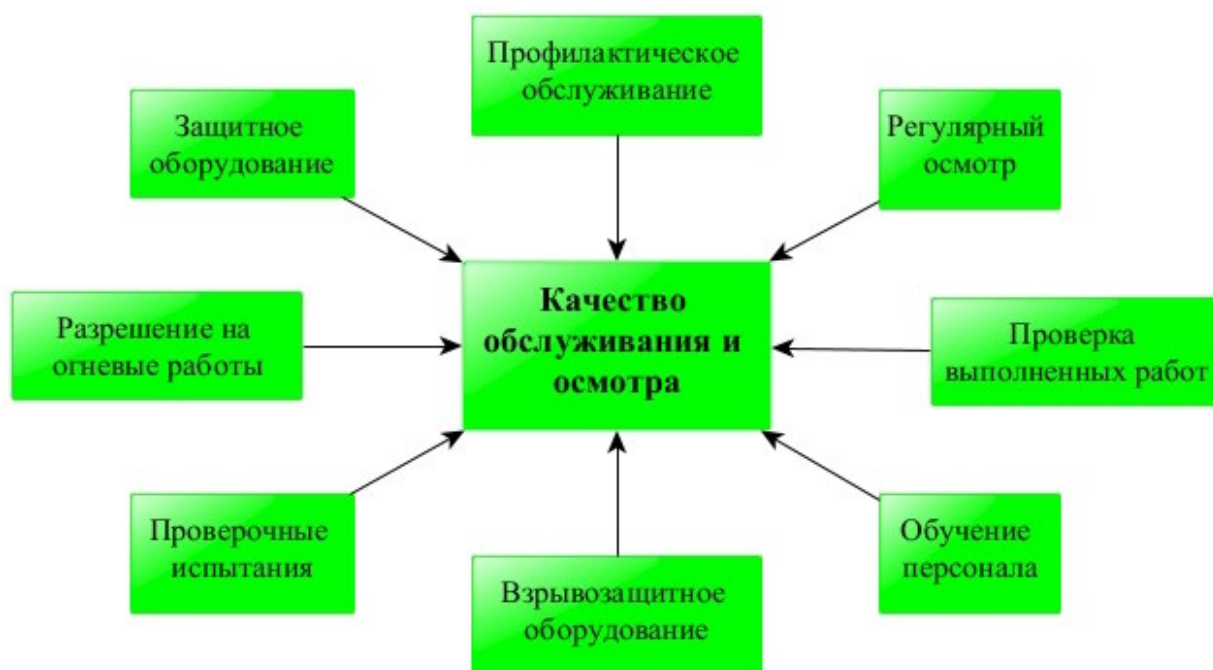 Профилактическое
обслуживание
Защитное
оборудование
Регулярный
осмотр
Качество
обслуживания и
осмотра
Разрешение на
огневые работы
Проверка
выполненных работ
Проверочные
испытания
Взрывозащитное
оборудование
Обучение
персонала